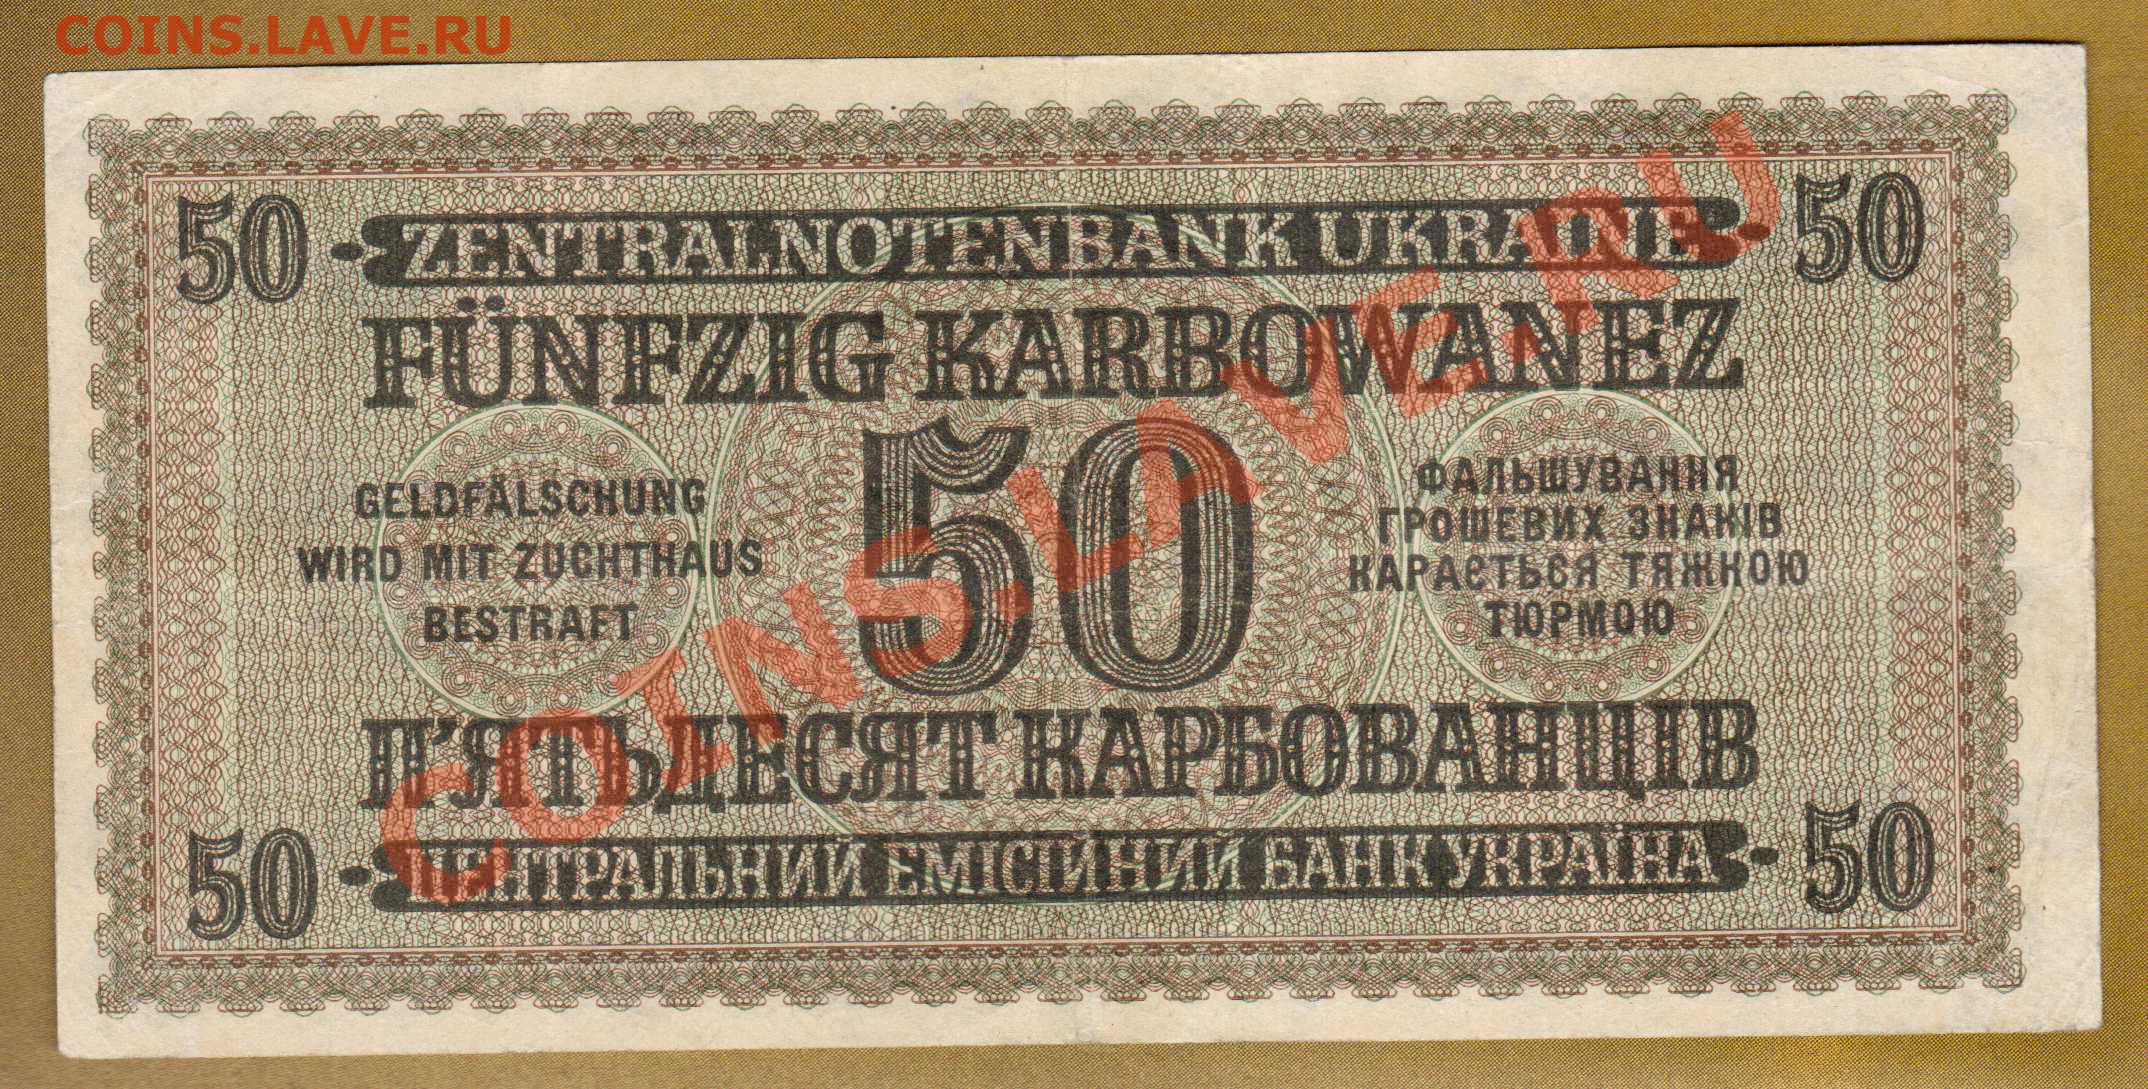 COINS.LAVE.RU
50 ZENTRALNOTENBANK UKRAINE 50
FÜNFZIG KARBOWANEZ
GELDFÄLSCHUNG
WIRD MIT ZUCHTHAUS
BESTRAFT
50
ФАЛЬШУВАННЯ
ГРОШЕВИХ ЗНАКІВ
КАРАЄТЬСЯ ТЯЖКОЮ
ТЮРМОЮ
П'ЯТЬДЕСЯТ КАРБОВАНЦІВ
50 ЦЕНТРАЛЬНИЙ ЕМІСІЙНИЙ БАНК УКРАЇНА 50
COINS.LAVE.RU